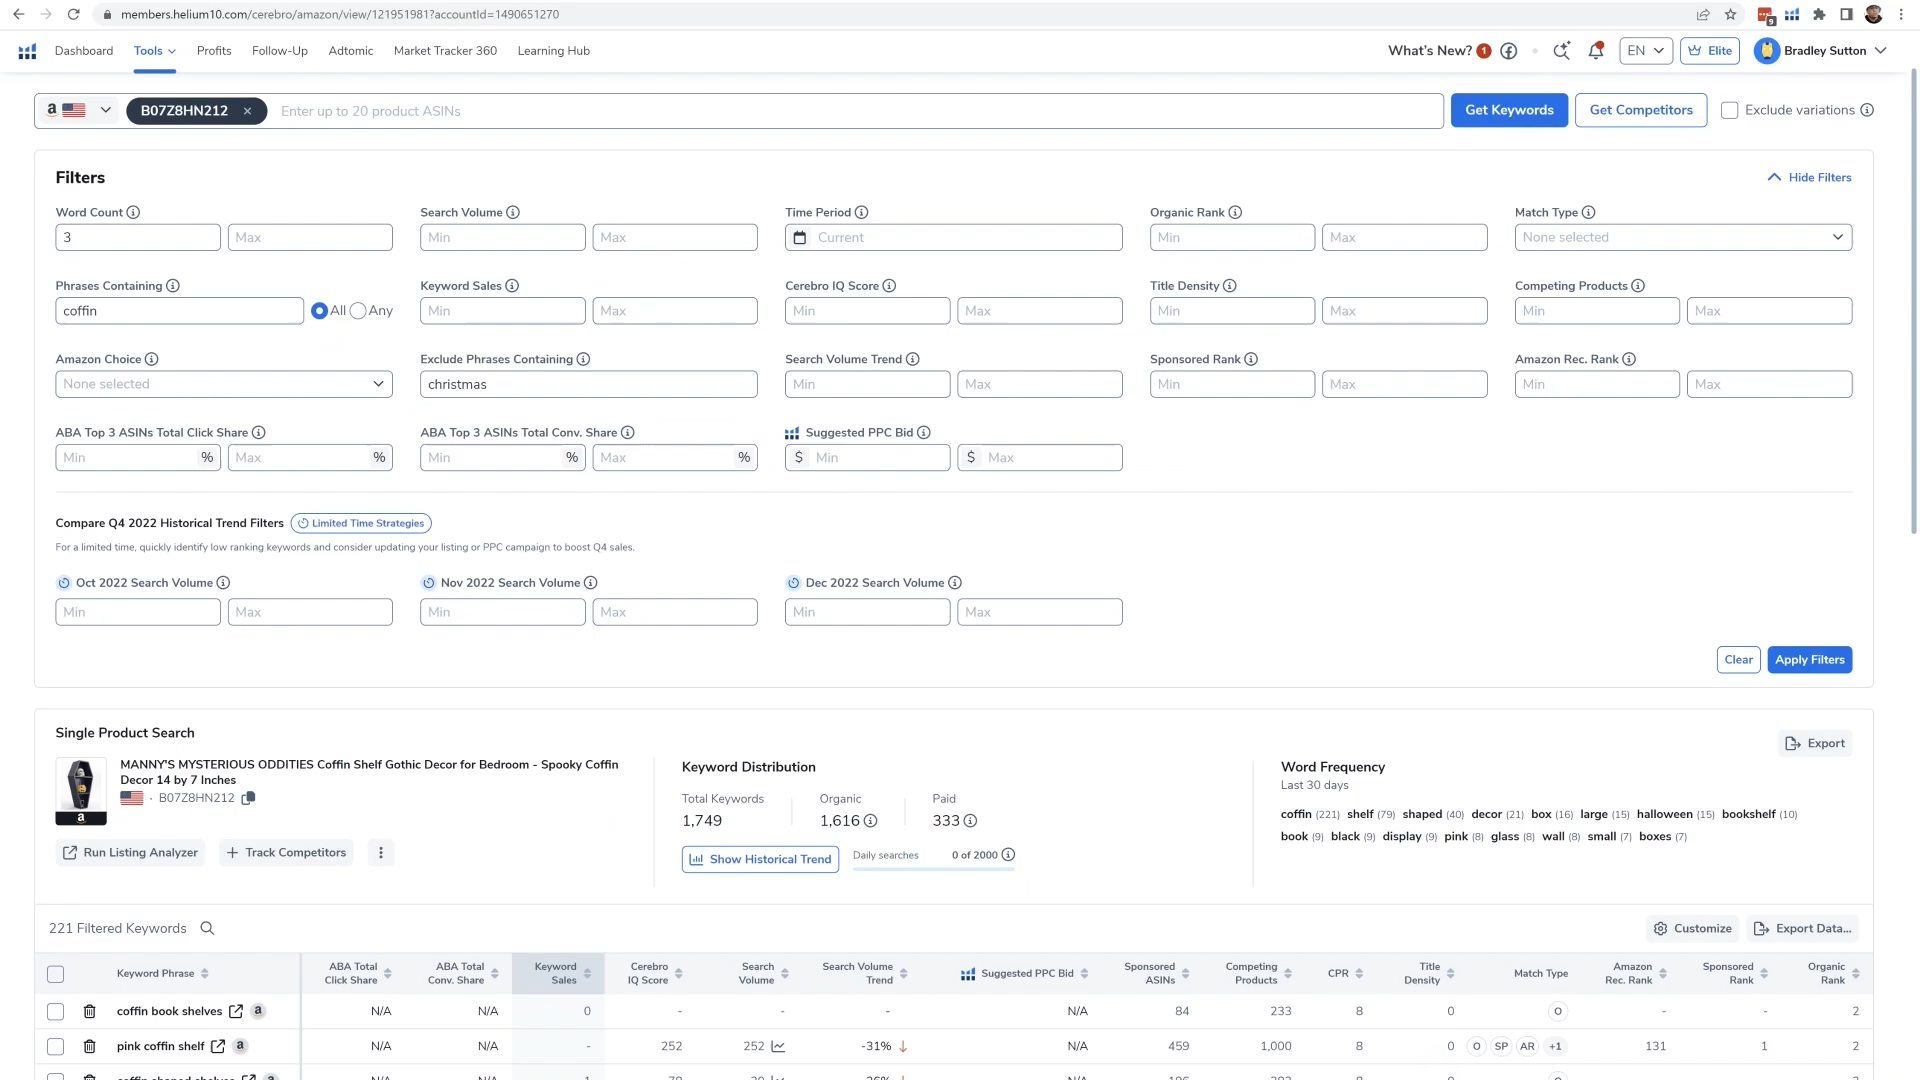 members.helium10.com/cerebro/amazon/view/121951981?accountId=1490651270
9
Dashboard Tools Profits Follow-Up Adtomic Market Tracker 360 Learning Hub What's New? 1 EN Elite Bradley Sutton
a B07Z8HN212 × Enter up to 20 product ASINs Get Keywords Get Competitors Exclude variations
Filters Hide Filters
Word Count Search Volume Time Period Organic Rank Match Type
3 Max Min Max Current Min Max None selected
Phrases Containing Keyword Sales Cerebro IQ Score Title Density Competing Products
coffin All Any Min Max Min Max Min Max Min Max
Amazon Choice Exclude Phrases Containing Search Volume Trend Sponsored Rank Amazon Rec. Rank
None selected christmas Min Max Min Max Min Max
ABA Top 3 ASINs Total Click Share ABA Top 3 ASINs Total Conv. Share Suggested PPC Bid
Min % Max % Min % Max % $ Min $ Max
Compare Q4 2022 Historical Trend Filters Limited Time Strategies
For a limited time, quickly identify low ranking keywords and consider updating your listing or PPC campaign to boost Q4 sales.
Oct 2022 Search Volume Nov 2022 Search Volume Dec 2022 Search Volume
Min Max Min Max Min Max
Clear Apply Filters
Single Product Search
Export
MANNY'S MYSTERIOUS ODDITIES Coffin Shelf Gothic Decor for Bedroom - Spooky Coffin
Decor 14 by 7 Inches
· B07Z8HN212
a
Run Listing Analyzer + Track Competitors
Keyword Distribution
Total Keywords Organic Paid
1,749 1,616 333
Show Historical Trend Daily searches 0 of 2000
Word Frequency
Last 30 days
coffin (221) shelf (79) shaped (40) decor (21) box (16) large (15) halloween (15) bookshelf (10)
book (9) black (9) display (9) pink (8) glass (8) wall (8) small (7) boxes (7)
221 Filtered Keywords Customize Export Data...
Keyword Phrase ABA Total Click Share ABA Total Conv. Share Keyword Sales Cerebro IQ Score Search Volume Search Volume Trend Suggested PPC Bid Sponsored ASINs Competing Products CPR Title Density Match Type Amazon Rec. Rank Sponsored Rank Organic Rank
coffin book shelves a N/A N/A 0 - - - N/A 84 233 8 0 O - - 2
pink coffin shelf a N/A N/A - 252 252 -31% N/A 459 1,000 8 0 O SP AR +1 131 1 2